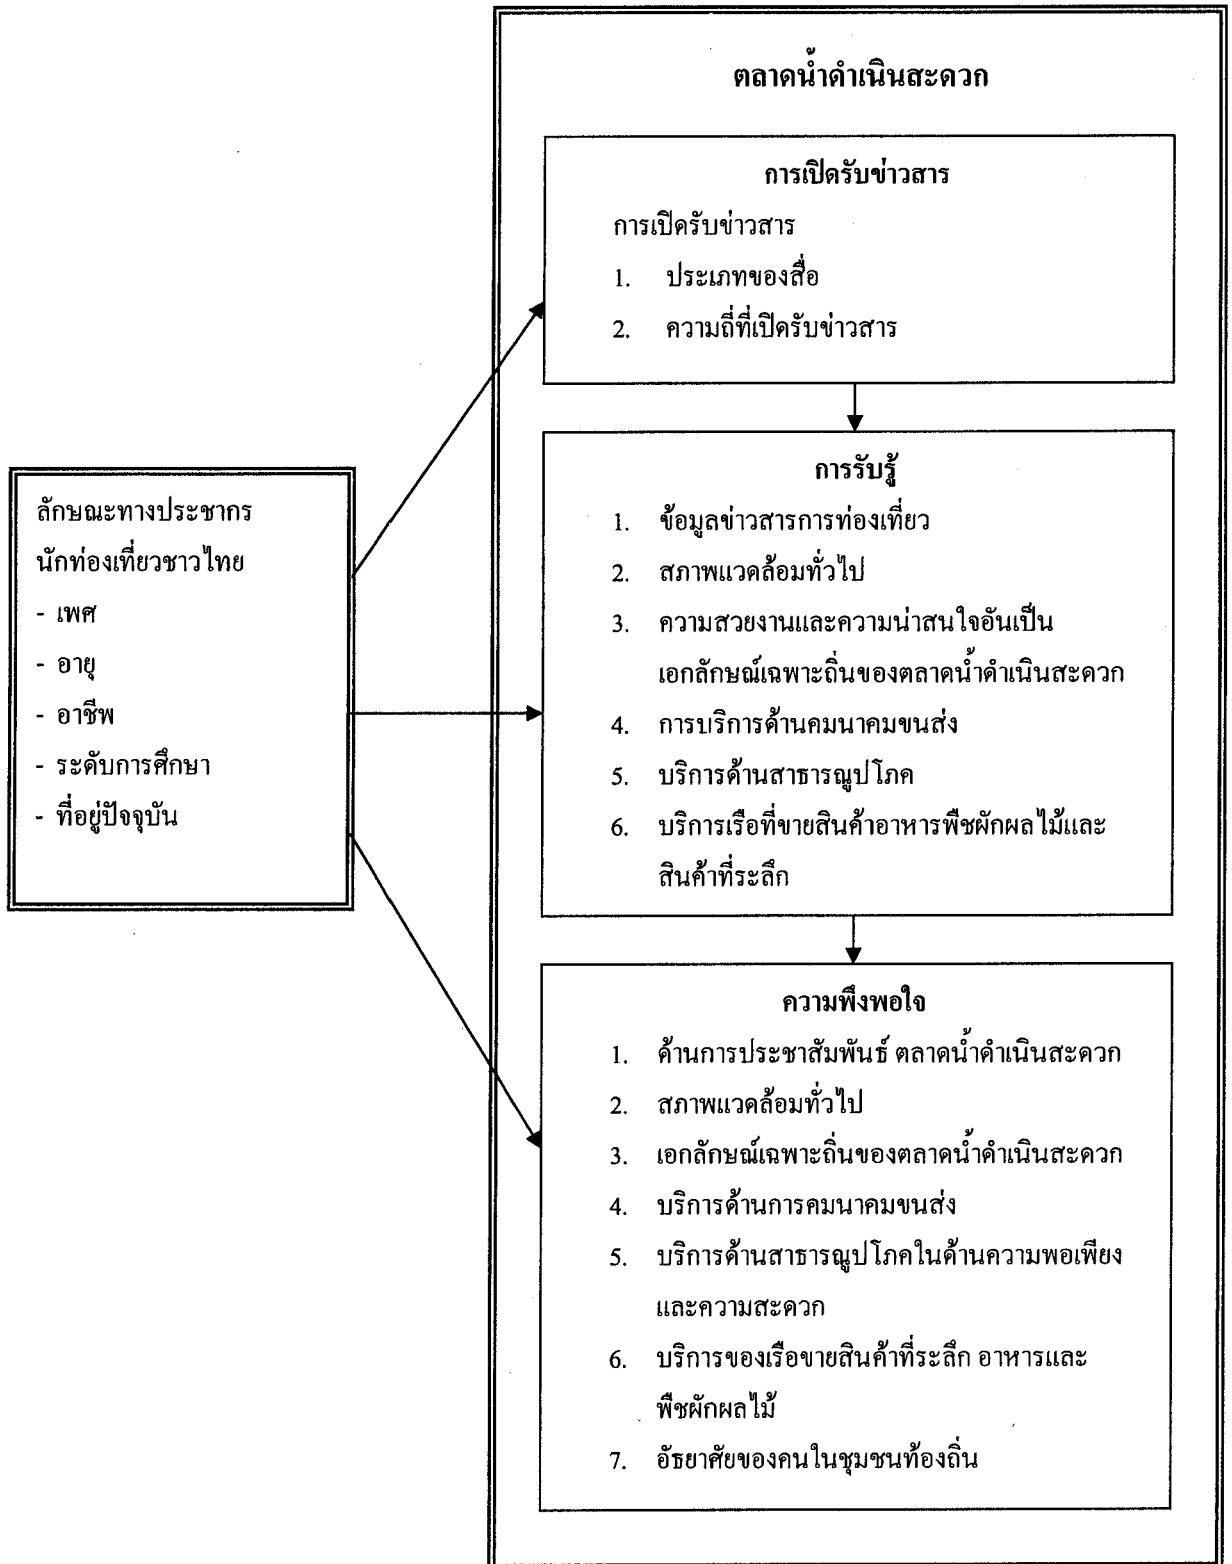 ตลาดน้ำดำเนินสะดวก
การเปิดรับข่าวสาร
การเปิดรับข่าวสาร
1. ประเภทของสื่อ
2. ความถี่ที่เปิดรับข่าวสาร
ลักษณะทางประชากร
นักท่องเที่ยวชาวไทย
- เพศ
- อายุ
- อาชีพ
- ระดับการศึกษา
- ที่อยู่ปัจจุบัน
การรับรู้
1. ข้อมูลข่าวสารการท่องเที่ยว
2. สภาพแวดล้อมทั่วไป
3. ความสวยงานและความน่าสนใจอันเป็น
เอกลักษณ์เฉพาะถิ่นของตลาดน้ำดำเนินสะดวก
4. การบริการด้านคมนาคมขนส่ง
5. บริการด้านสาธารณูปโภค
6. บริการเรือที่ขายสินค้าอาหารพืชผักผลไม้และ
สินค้าที่ระลึก
ความพึงพอใจ
1. ด้านการประชาสัมพันธ์ ตลาดน้ำดำเนินสะดวก
2. สภาพแวดล้อมทั่วไป
3. เอกลักษณ์เฉพาะถิ่นของตลาดน้ำดำเนินสะดวก
4. บริการด้านการคมนาคมขนส่ง
5. บริการด้านสาธารณูปโภคในด้านความพอเพียง
และความสะดวก
6. บริการของเรือขายสินค้าที่ระลึก อาหารและ
พืชผักผลไม้
7. อัธยาศัยของคนในชุมชนท้องถิ่น